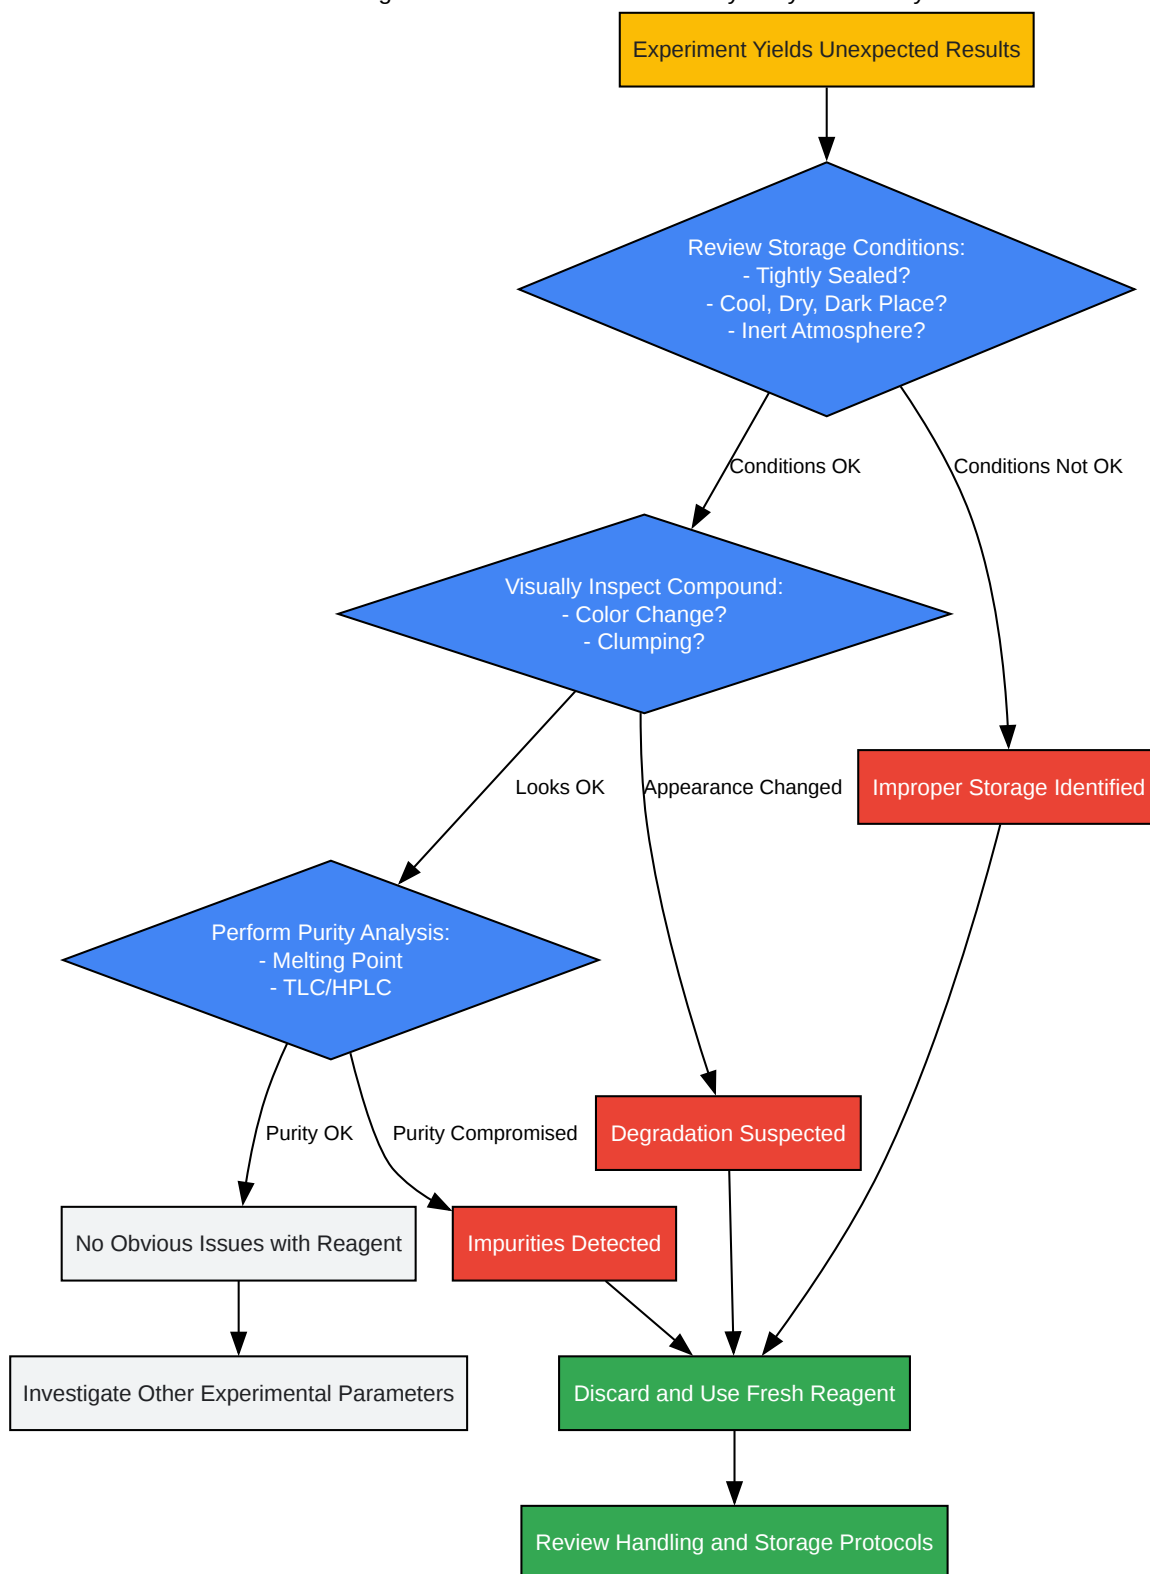 Experiment Yields Unexpected Results
Review Storage Conditions:
- Tightly Sealed?
- Cool, Dry, Dark Place?
- Inert Atmosphere?
Conditions OK
Conditions Not OK
Visually Inspect Compound:
- Color Change?
- Clumping?
Looks OK
Appearance Changed
Improper Storage Identified
Perform Purity Analysis:
- Melting Point
- TLC/HPLC
Purity OK
Purity Compromised
Degradation Suspected
No Obvious Issues with Reagent
Impurities Detected
Investigate Other Experimental Parameters
Discard and Use Fresh Reagent
Review Handling and Storage Protocols